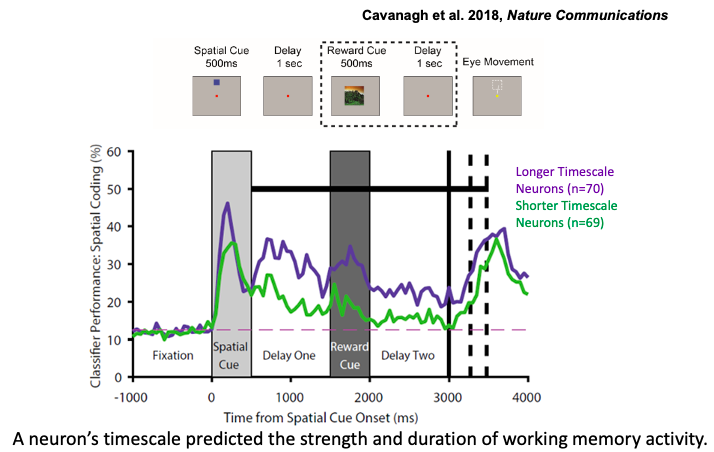 Cavanagh et al. 2018, Nature Communications
Spatial Cue
500ms
Delay
1 sec
Reward Cue
500ms
Delay
1 sec
Eye Movement
Classifier Performance: Spatial Coding (%)
60
50
40
30
20
10
0
Longer Timescale
Neurons (n=70)
Shorter Timescale
Neurons (n=69)
Fixation
Spatial
Cue
Delay One
Reward
Cue
Delay Two
-1000
0
1000
2000
3000
4000
Time from Spatial Cue Onset (ms)
A neuron’s timescale predicted the strength and duration of working memory activity.